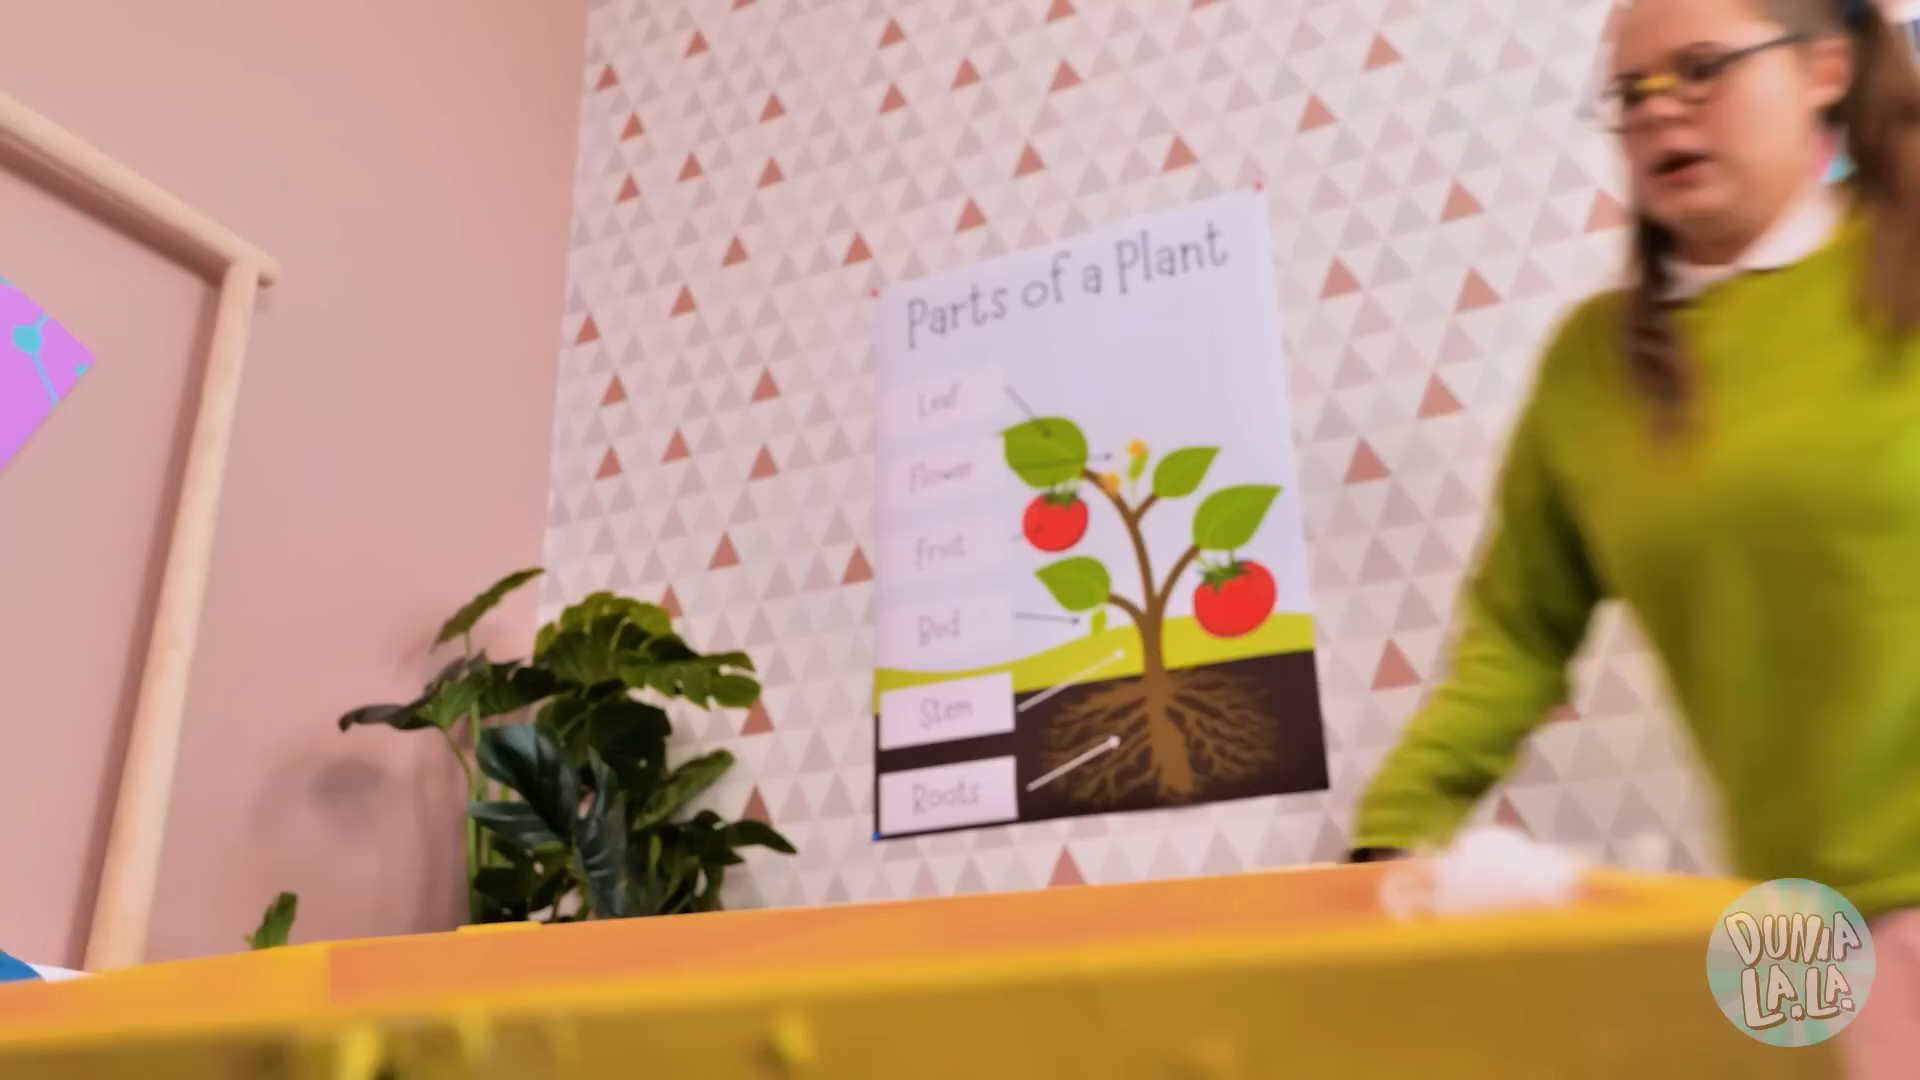 Parts of a Plant
Leaf
Flower
Fruit
Bud
Stem
Roots
DUNIA
LA.LA.